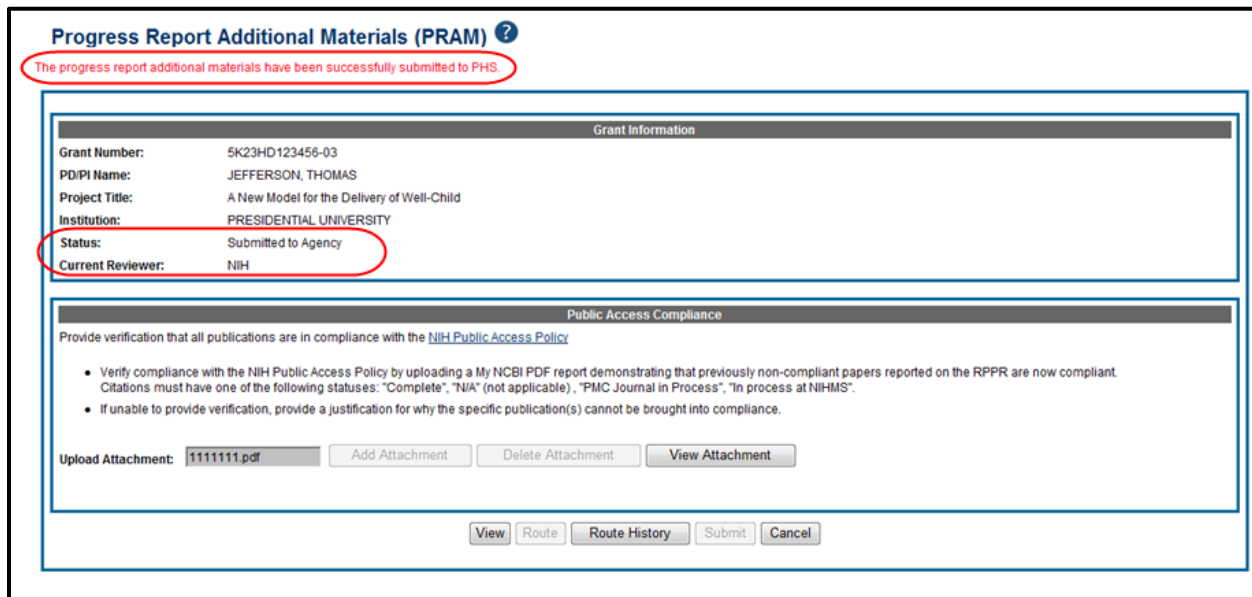 Progress Report Additional Materials (PRAM) ?
The progress report additional materials have been successfully submitted to PHS.
Grant Information
Grant Number: 5K23HD123456-03
PD/PI Name: JEFFERSON, THOMAS
Project Title: A New Model for the Delivery of Well-Child
Institution: PRESIDENTIAL UNIVERSITY
Status: Submitted to Agency
Current Reviewer: NIH
Public Access Compliance
Provide verification that all publications are in compliance with the NIH Public Access Policy
• Verify compliance with the NIH Public Access Policy by uploading a My NCBI PDF report demonstrating that previously non-compliant papers reported on the RPPR are now compliant.
Citations must have one of the following statuses: "Complete", "N/A" (not applicable) , "PMC Journal in Process", "In process at NIHMS".
• If unable to provide verification, provide a justification for why the specific publication(s) cannot be brought into compliance.
Upload Attachment: 1111111.pdf Add Attachment Delete Attachment View Attachment
View Route Route History Submit Cancel